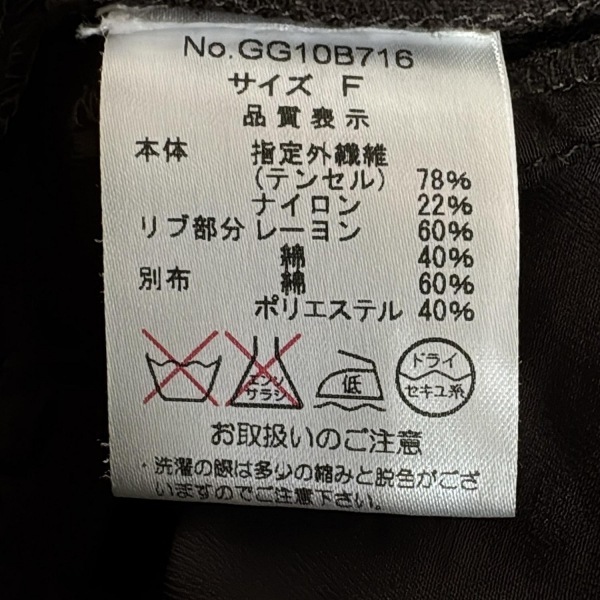 No.GG10B716
サイズ F
品質表示
本体 指定外繊維
(テンセル) 78%
ナイロン 22%
リブ部分 レーヨン 60%
綿 40%
別布 綿 60%
ポリエステル 40%
エンソサラシ
低
ドライ
セキユ系
お取扱いのご注意
・洗濯の際は多少の縮みと脱色がござ
いますのでご注意下さい。